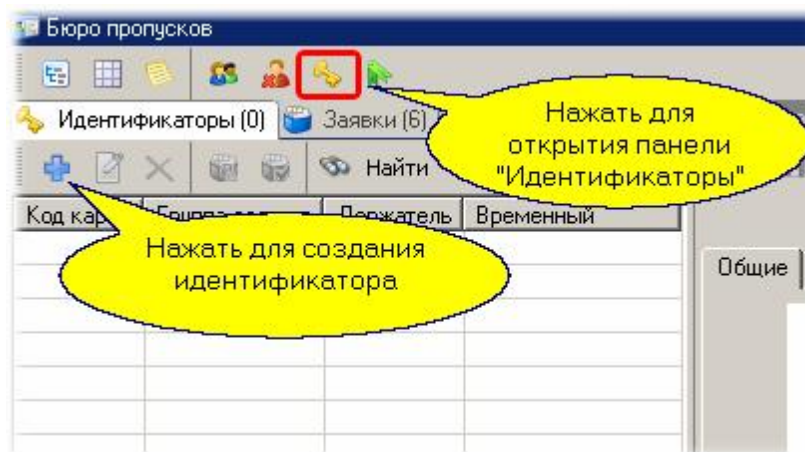 Бюро пропусков
Идентификаторы (0) Заявки (6)
Нажать для
открытия панели
"Идентификаторы"
Найти
Код Держатель Временный
Нажать для создания
идентификатора
Общие